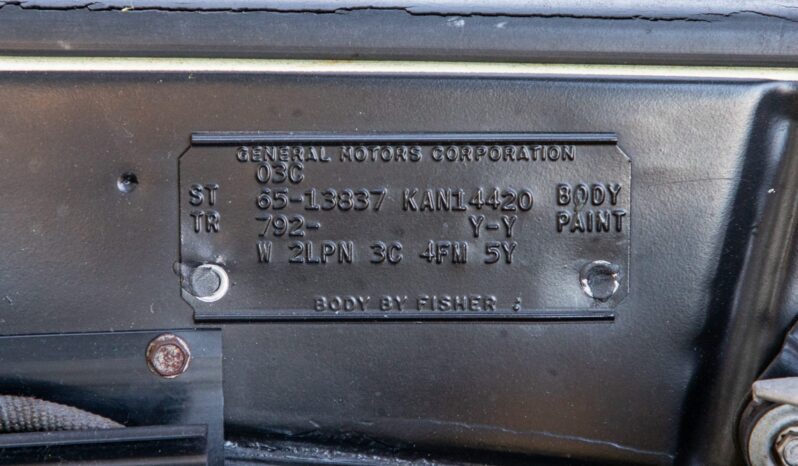 GENERAL MOTORS CORPORATION
03C
ST 65-13837 KAN14420 BODY
TR 792- Y-Y PAINT
W 2LPN 3C 4FM 5Y
BODY BY FISHER